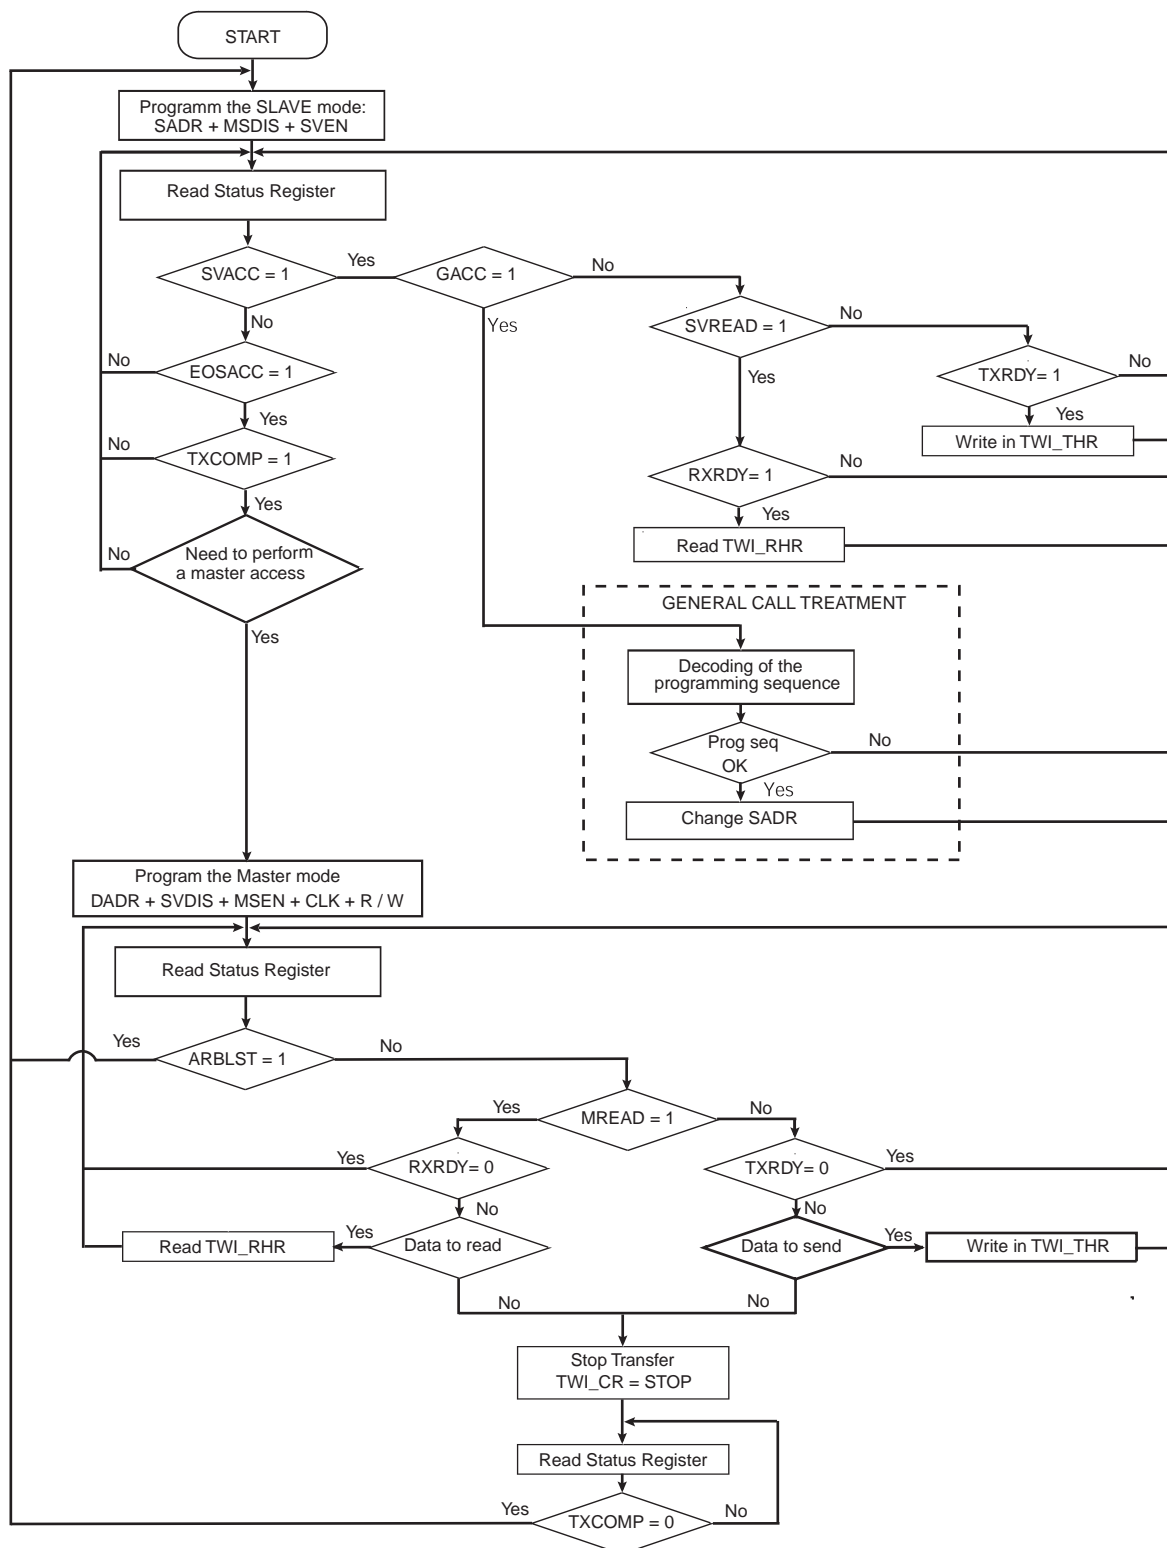 START
Programm the SLAVE mode:
SADR + MSDIS + SVEN
Read Status Register
SVACC = 1
Yes
GACC = 1
No
SVREAD = 1
No
No
Yes
EOSACC = 1
No
Yes
TXRDY= 1
No
Yes
Yes
Write in TWI_THR
TXCOMP = 1
No
RXRDY= 1
No
Yes
Yes
Need to perform
a master access
No
Read TWI_RHR
Yes
GENERAL CALL TREATMENT
Decoding of the
programming sequence
Prog seq
OK
No
Yes
Change SADR
Program the Master mode
DADR + SVDIS + MSEN + CLK + R / W
Read Status Register
Yes
ARBLST = 1
No
Yes
MREAD = 1
No
Yes
RXRDY= 0
TXRDY= 0
Yes
No
No
Read TWI_RHR
Yes
Data to read
Data to send
Yes
Write in TWI_THR
No
No
Stop Transfer
TWI_CR = STOP
Read Status Register
Yes
TXCOMP = 0
No